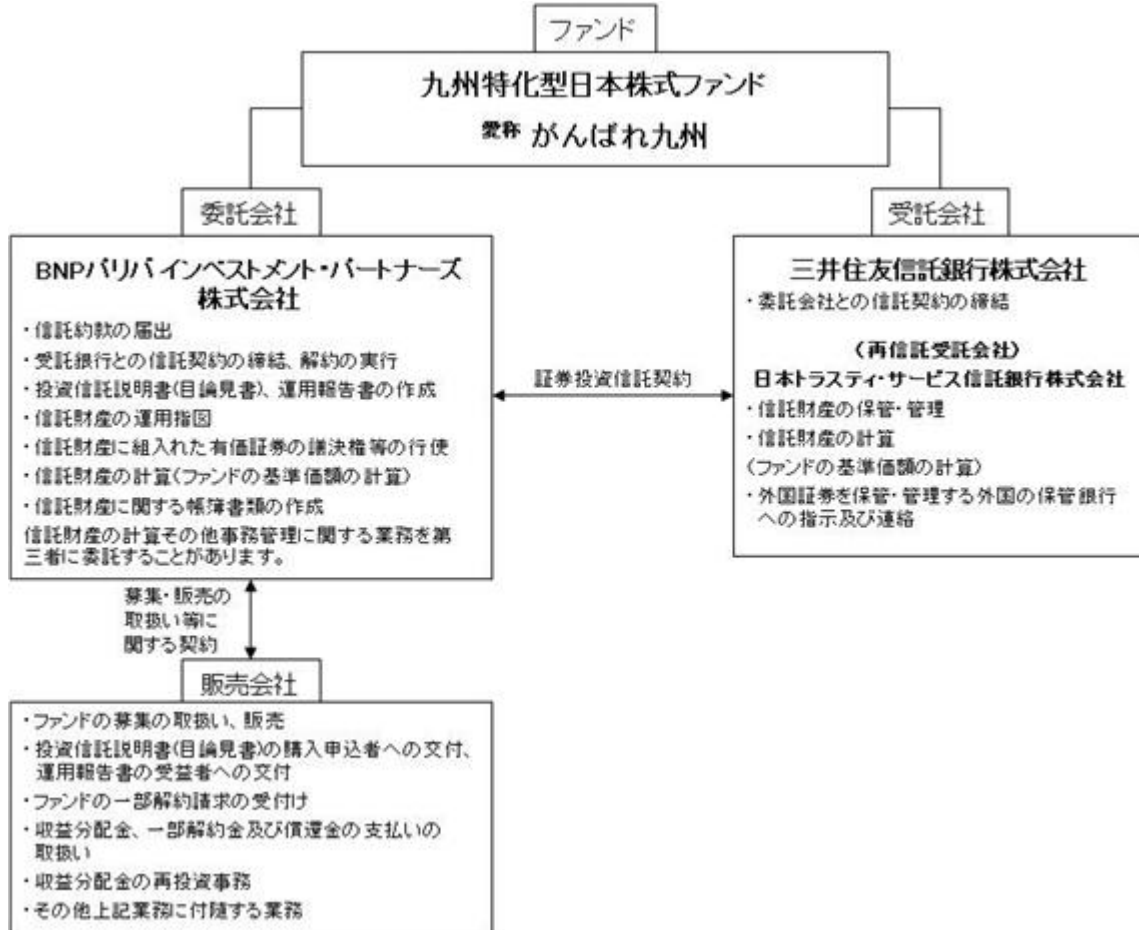 ファンド
九州特化型日本株式ファンド
愛称 がんばれ九州
委託会社
BNPパリバ インベストメント・パートナーズ
株式会社
・信託約款の届出
・受託銀行との信託契約の締結、解約の実行
・投資信託説明書(目論見書)、運用報告書の作成
・信託財産の運用指図
・信託財産に組入れた有価証券の議決権等の行使
・信託財産の計算(ファンドの基準価額の計算)
・信託財産に関する帳簿書類の作成
信託財産の計算その他事務管理に関する業務を第
三者に委託することがあります。
証券投資信託契約
受託会社
三井住友信託銀行株式会社
・委託会社との信託契約の締結
(再信託受託会社)
日本トラスティ・サービス信託銀行株式会社
・信託財産の保管・管理
・信託財産の計算
(ファンドの基準価額の計算)
・外国証券を保管・管理する外国の保管銀行
への指示及び連絡
募集・販売の
取扱い等に
関する契約
販売会社
・ファンドの募集の取扱い、販売
・投資信託説明書(目論見書)の購入申込者への交付、
運用報告書の受益者への交付
・ファンドの一部解約請求の受付け
・収益分配金、一部解約金及び償還金の支払いの
取扱い
・収益分配金の再投資事務
・その他上記業務に付随する業務